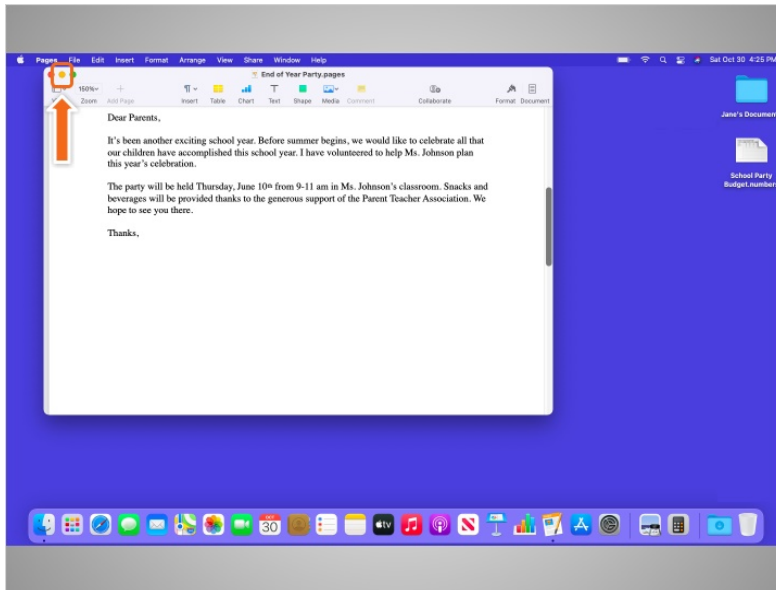 Pages File Edit Insert Format Arrange View Share Window Help
Sat Oct 30 4:25 PM
End of Year Party.pages
150%
Zoom Add Page Insert Table Chart Text Shape Media Comment Collaborate Format Document
Dear Parents,
It's been another exciting school year. Before summer begins, we would like to celebrate all that
our children have accomplished this school year. I have volunteered to help Ms. Johnson plan
this year's celebration.
The party will be held Thursday, June 10th from 9-11 am in Ms. Johnson's classroom. Snacks and
beverages will be provided thanks to the generous support of the Parent Teacher Association. We
hope to see you there.
Thanks,
Jane's Documen
School Party
Budget.numbers
OCT
30
tv